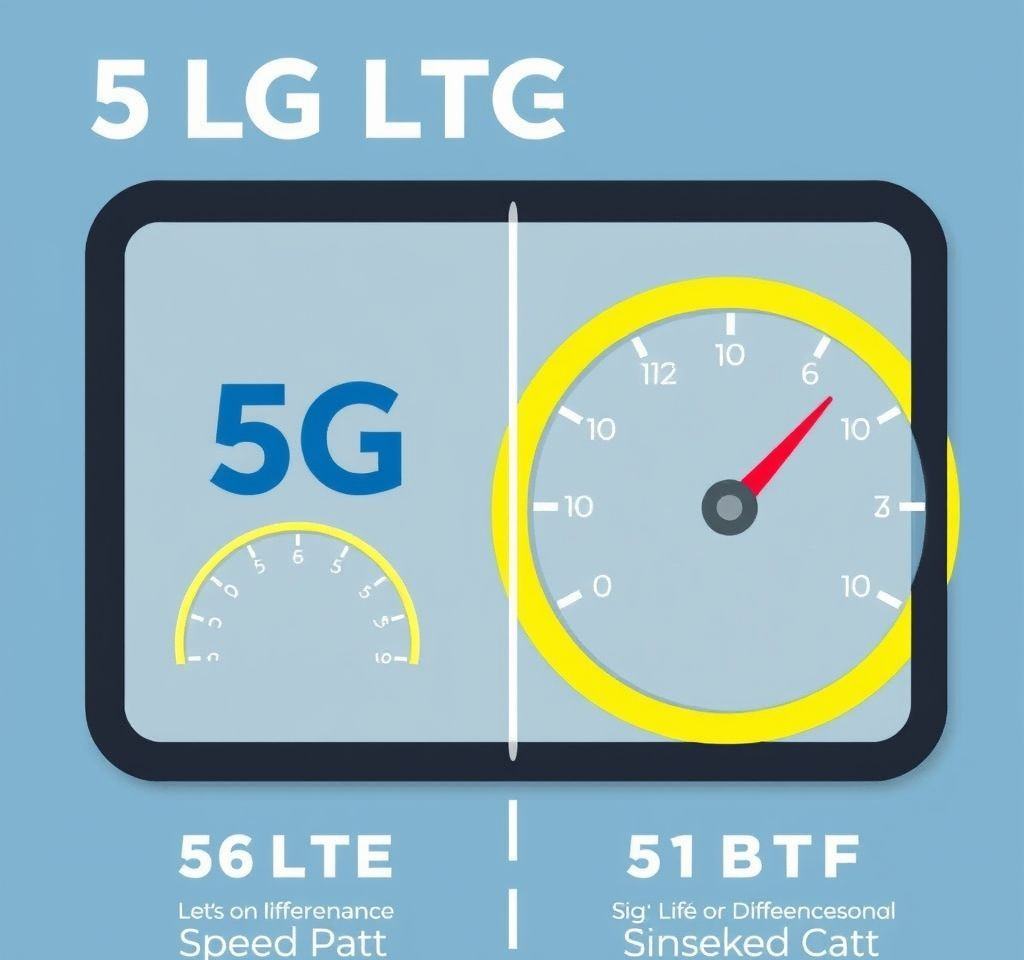 5 LG LTG
5G
112 10 6
10 10
10 3
0 10
5 6 5
0 5
10
56 LTE
Let's on lifferenance
Speed Patt
51 BTF
Sig' Lifé or Diffeencesonal
Sinseked Catt